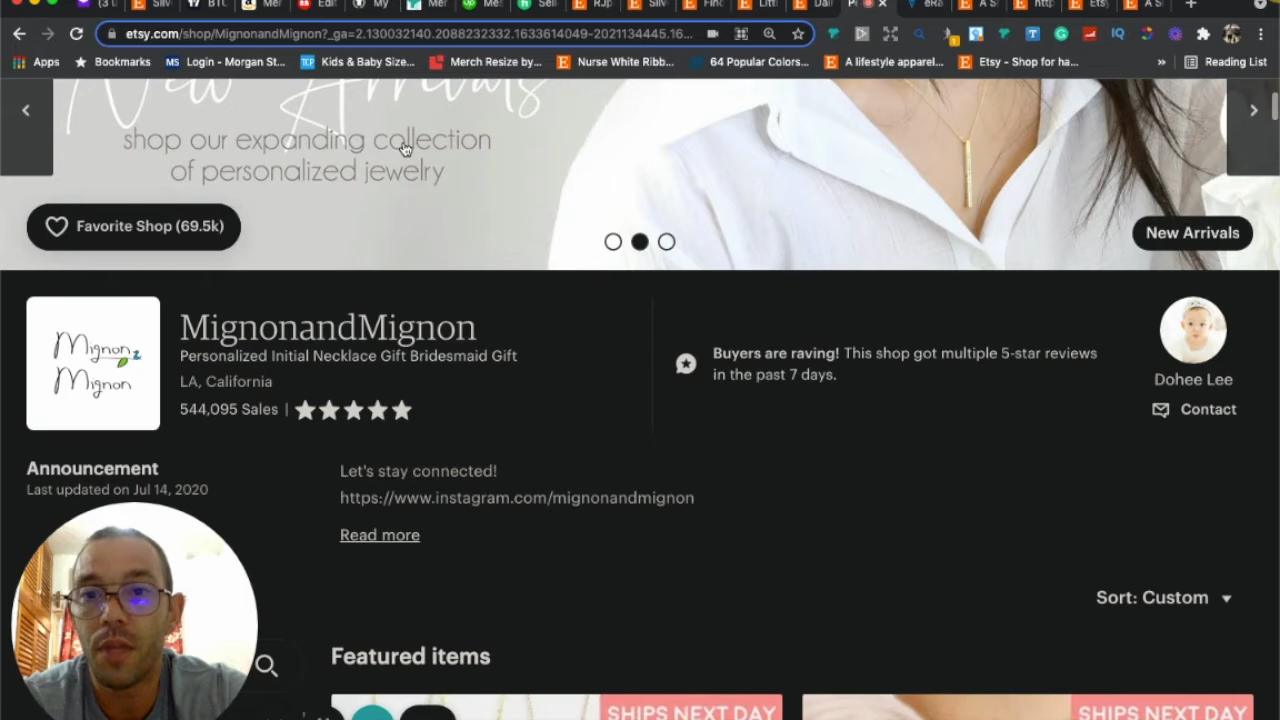 BTC
My
etsy.com/shop/MignonandMignon?_ga=2.130032140.2088232332.1633614049-2021134445.16...
Apps
Bookmarks
Login - Morgan St...
Kids & Baby Size...
Merch Resize by...
Nurse White Ribb...
64 Popular Colors...
A lifestyle apparel...
Etsy - Shop for ha...
»
Reading List
New Arrivals
shop our expanding collection
of personalized jewelry
Favorite Shop (69.5k)
New Arrivals
Mignon
Mignon
MignonandMignon
Personalized Initial Necklace Gift Bridesmaid Gift
LA, California
544,095 Sales |
Buyers are raving! This shop got multiple 5-star reviews
in the past 7 days.
Dohee Lee
Contact
Announcement
Last updated on Jul 14, 2020
Let's stay connected!
https://www.instagram.com/mignonandmignon
Read more
Sort: Custom
Featured items
SHIPS NEXT DAY
SHIPS NEXT DAY